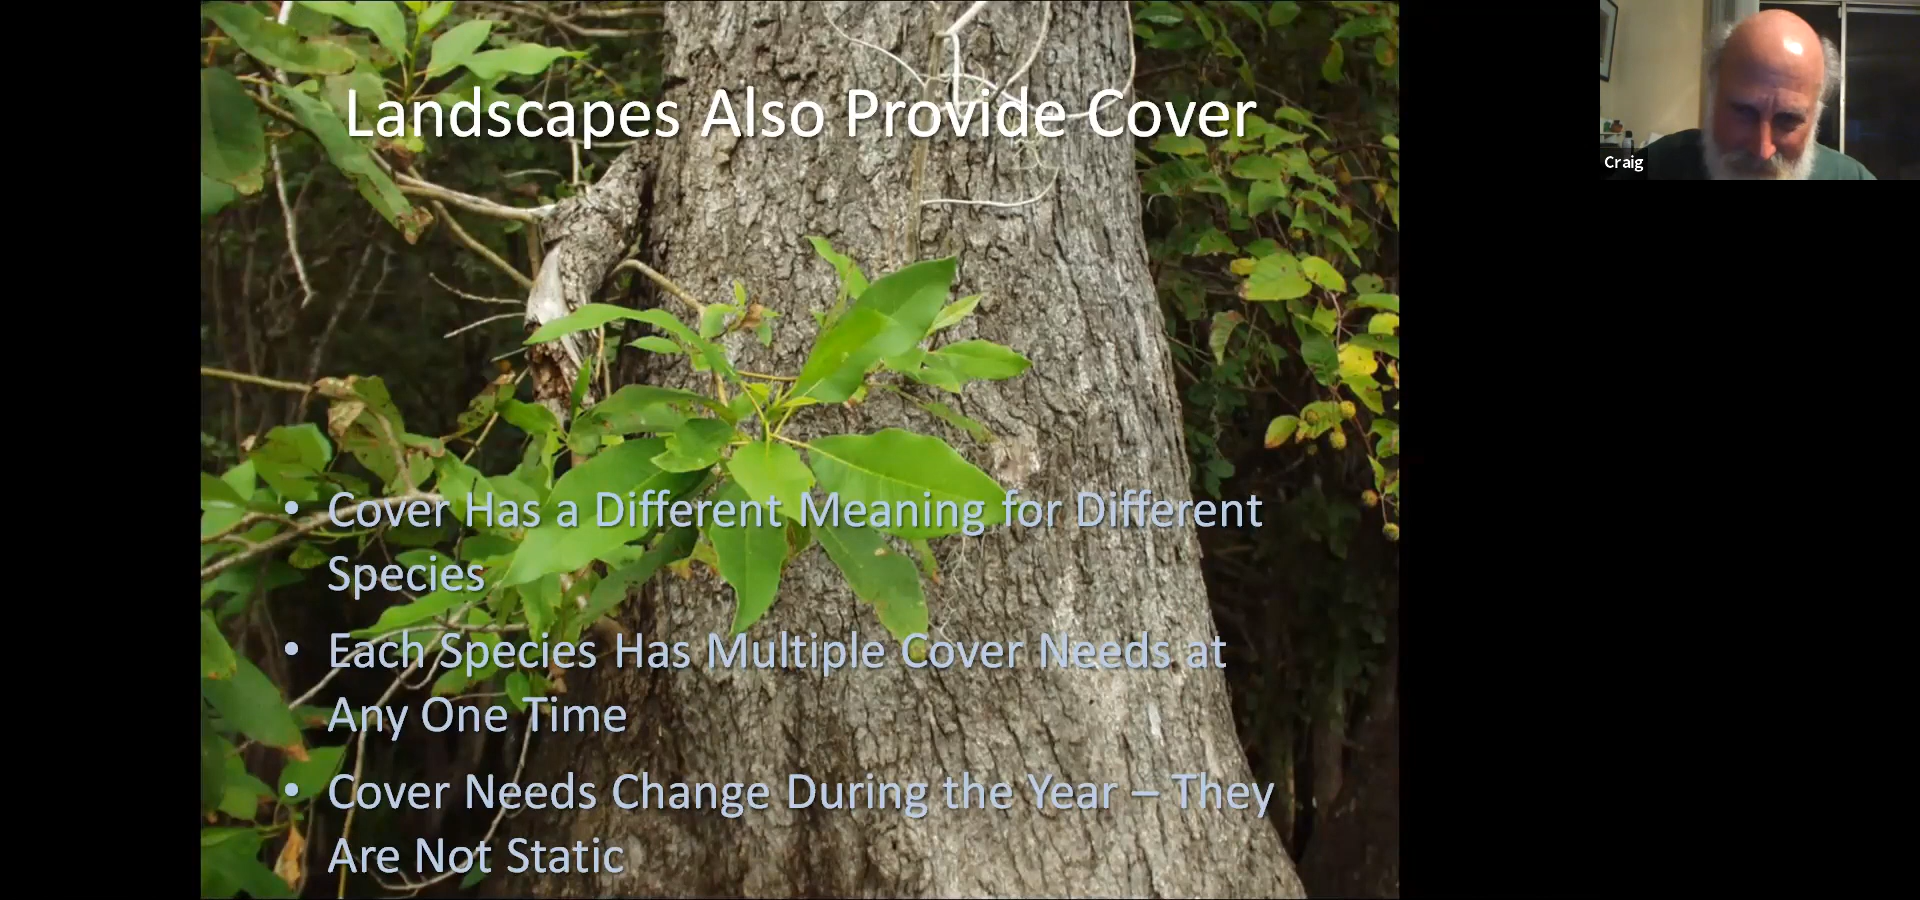 Landscapes Also Provide Cover
Craig
• Cover Has a Different Meaning for Different
Species
• Each Species Has Multiple Cover Needs at
Any One Time
• Cover Needs Change During the Year – They
Are Not Static